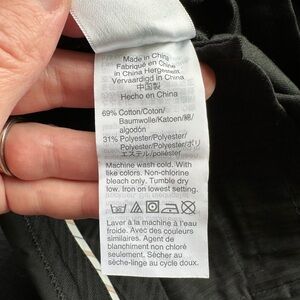 Made in China
Fabriqué en Chine
in China Hergestellt
Vervaardigd in China
中国製
Hecho en China
69% Cotton/Coton/
Baumwolle/Katoen/綿/
algodón
31% Polyester/Polyester/
Polyester/Polyester/ポリ
エステル/poliéster
Machine wash cold. With
like colors. Non-chlorine
bleach only. Tumble dry
low. Iron on lowest setting.
Laver à la machine à l'eau
froide. Avec des couleurs
similaires. Agent de
blanchiment non chloré
seulement. Sécher au
sèche-linge au cycle doux.